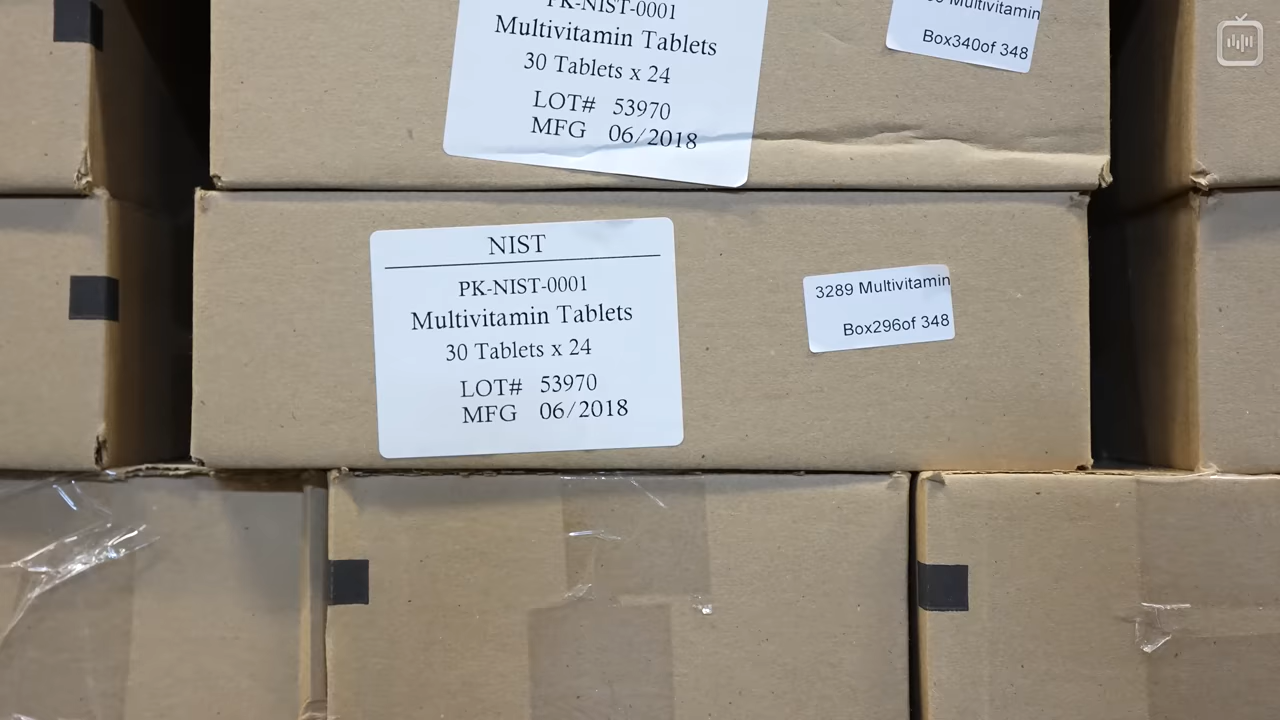 PK-NIST-0001
Multivitamin Tablets
30 Tablets x 24
LOT# 53970
MFG 06/2018
Multivitamin
Box340of 348
NIST
PK-NIST-0001
Multivitamin Tablets
30 Tablets x 24
LOT# 53970
MFG 06/2018
3289 Multivitamin
Box296of 348